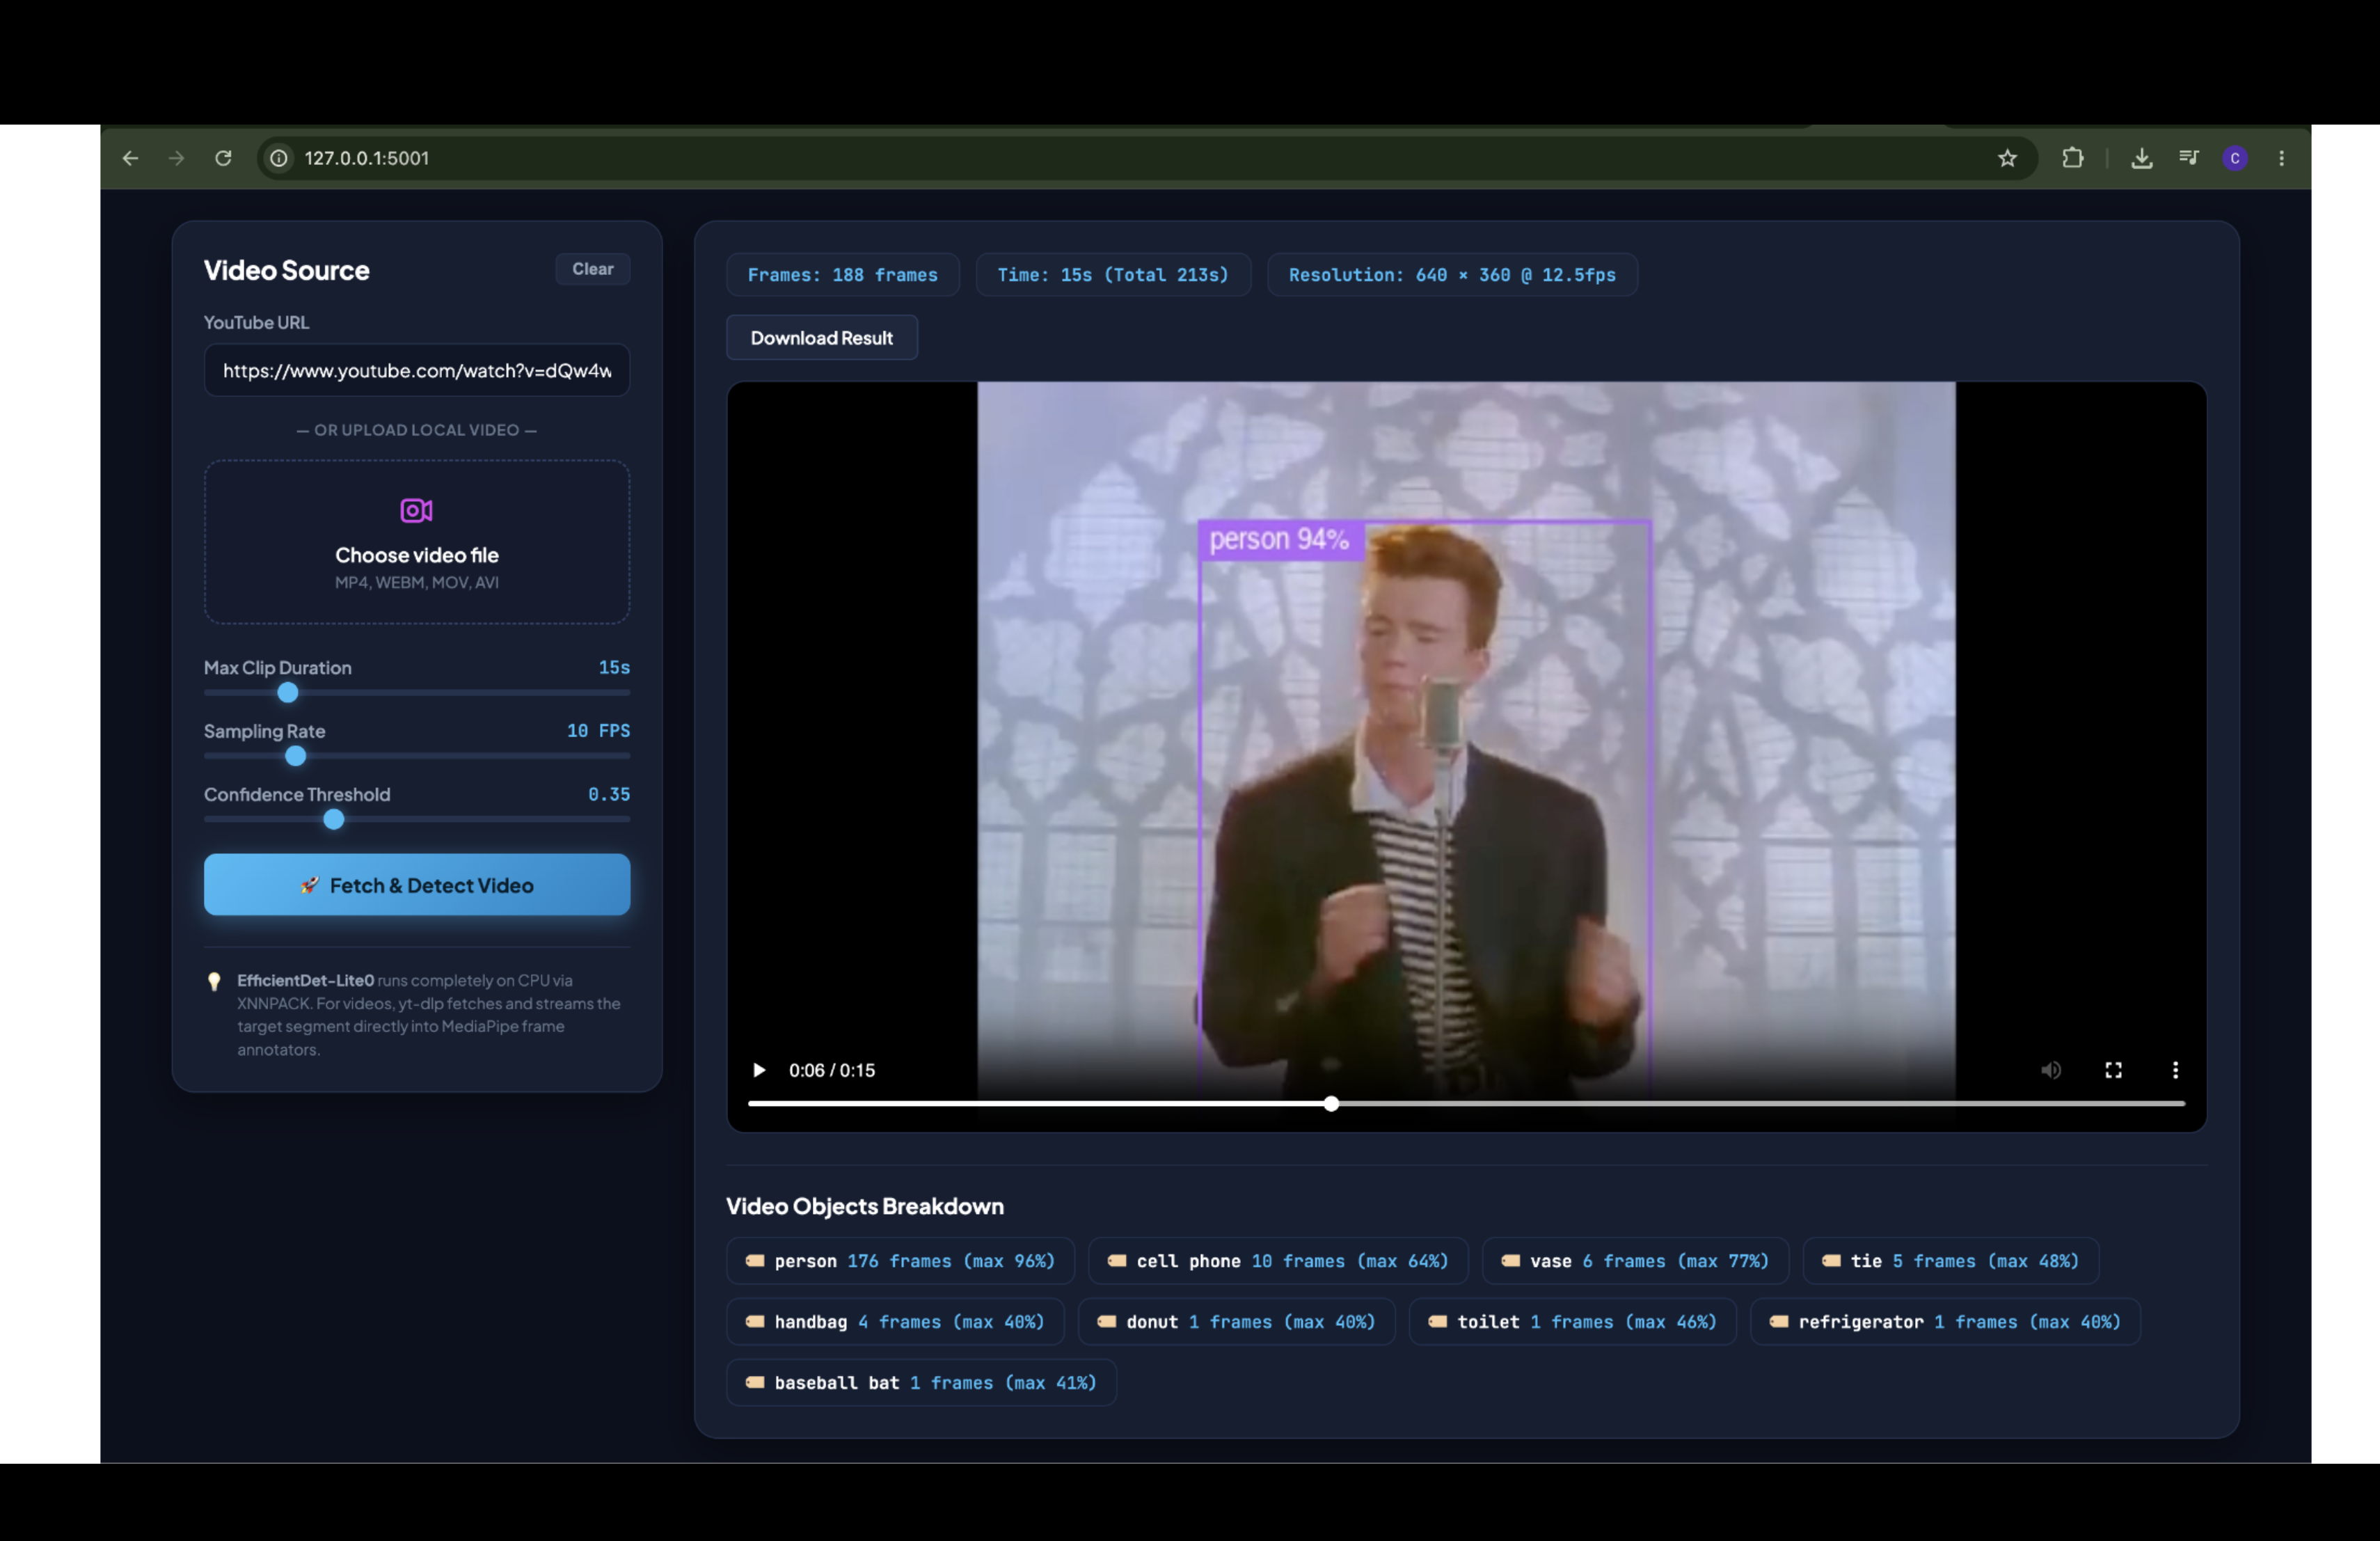 127.0.0.1:5001
C
Video Source
Clear
YouTube URL
https://www.youtube.com/watch?v=dQw4w
— OR UPLOAD LOCAL VIDEO —
Choose video file
MP4, WEBM, MOV, AVI
Max Clip Duration 15s
Sampling Rate 10 FPS
Confidence Threshold 0.35
🚀 Fetch & Detect Video
EfficientDet-Lite0 runs completely on CPU via
XNNPACK. For videos, yt-dlp fetches and streams the
target segment directly into MediaPipe frame
annotators.
Frames: 188 frames
Time: 15s (Total 213s)
Resolution: 640 × 360 @ 12.5fps
Download Result
person 94%
0:06 / 0:15
Video Objects Breakdown
person 176 frames (max 96%)
cell phone 10 frames (max 64%)
vase 6 frames (max 77%)
tie 5 frames (max 48%)
handbag 4 frames (max 40%)
donut 1 frames (max 40%)
toilet 1 frames (max 46%)
refrigerator 1 frames (max 40%)
baseball bat 1 frames (max 41%)